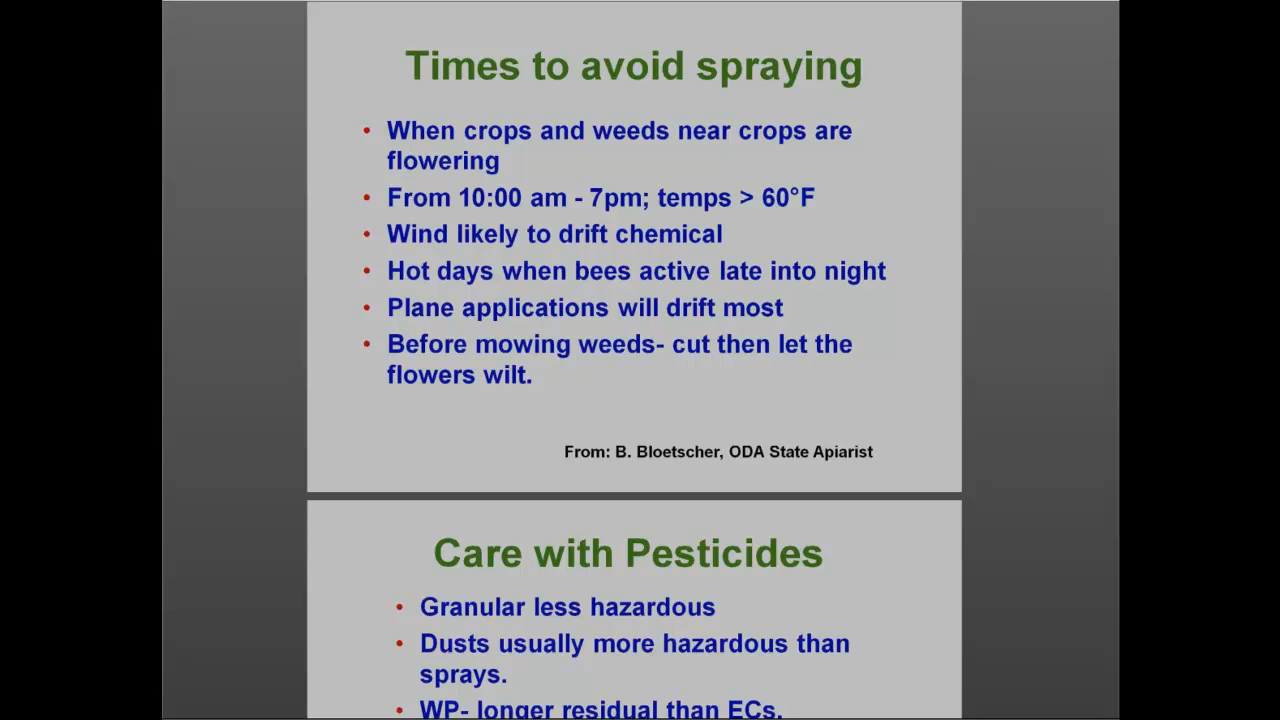 Times to avoid spraying
• When crops and weeds near crops are
flowering
• From 10:00 am - 7pm; temps > 60°F
• Wind likely to drift chemical
• Hot days when bees active late into night
• Plane applications will drift most
• Before mowing weeds- cut then let the
flowers wilt.
From: B. Bloetscher, ODA State Apiarist
Care with Pesticides
• Granular less hazardous
• Dusts usually more hazardous than
sprays.
• WP- longer residual than ECs.